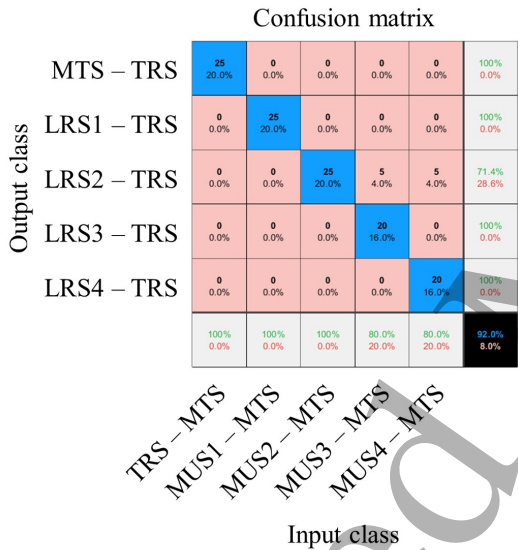 Confusion matrix
Output class
MTS – TRS
25 0 0 0 0 100%
20.0% 0.0% 0.0% 0.0% 0.0% 0.0%
LRS1 – TRS
0 25 0 0 0 100%
0.0% 20.0% 0.0% 0.0% 0.0% 0.0%
LRS2 – TRS
0 0 25 5 5 71.4%
0.0% 0.0% 20.0% 4.0% 4.0% 28.6%
LRS3 – TRS
0 0 0 20 0 100%
0.0% 0.0% 0.0% 16.0% 0.0% 0.0%
LRS4 – TRS
0 0 0 0 20 100%
0.0% 0.0% 0.0% 0.0% 16.0% 0.0%
100% 100% 100% 80.0% 80.0% 92.0%
0.0% 0.0% 0.0% 20.0% 20.0% 8.0%
TRS – MTS
MUS1 – MTS
MUS2 – MTS
MUS3 – MTS
MUS4 – MTS
Input class